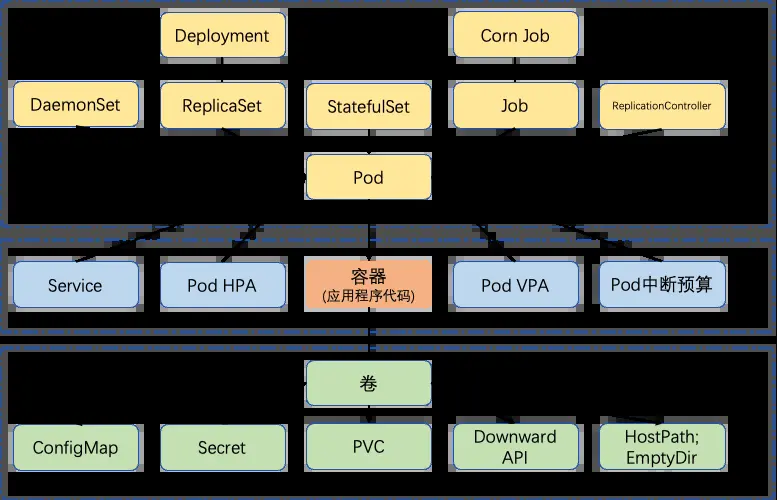 Deployment
Corn Job
DaemonSet
ReplicaSet
StatefulSet
Job
ReplicationController
Pod
Service
Pod HPA
容器
(应用程序代码)
Pod VPA
Pod中断预算
卷
ConfigMap
Secret
PVC
Downward
API
HostPath;
EmptyDir